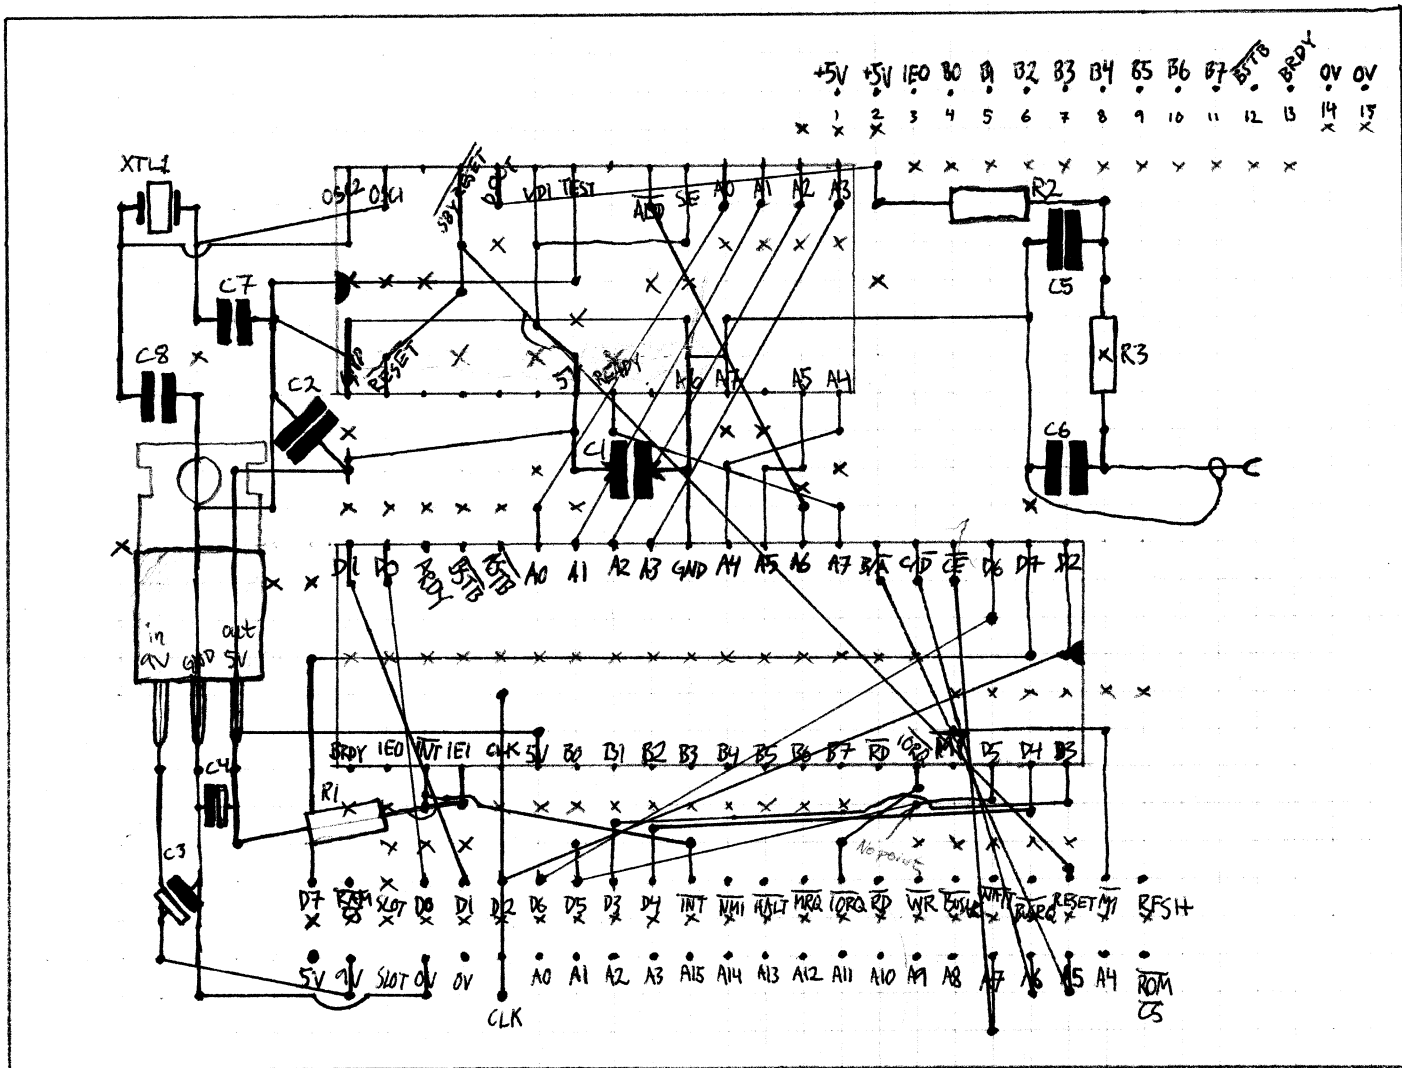 +5V +5V IEO B0 B1 B2 B3 B4 B5 B6 B7 BSTB BRDY 0V 0V
1 2 3 4 5 6 7 8 9 10 11 12 13 14 15
XTL1
OSC2 OSC1 SBY RESET DOUT VDI TEST ALD SE A0 A1 A2 A3
R2
C5
C7
C8
C2
RESET
READY
A7 A5 A4
R3
C1
C6
D1 D0 A0 A1 A2 A3 GND A4 A5 A6 A7 B/A C/D CE D6 D7 D2
in out
9V GND 5V
BRDY IEO INT IEI CLK 5V B0 B1 B2 B3 B4 B5 B6 B7 RD IORQ M1 D5 D4 D3
C4
R1
C3
No point
D7 SLOT D0 D1 D2 D6 D5 D3 D4 INT NMI HALT MRQ IORQ RD WR WAIT RESET M1 RFSH
5V 9V SLOT 0V 0V A0 A1 A2 A3 A15 A14 A13 A12 A11 A10 A9 A8 A7 A6 A5 A4 ROM
CS
CLK